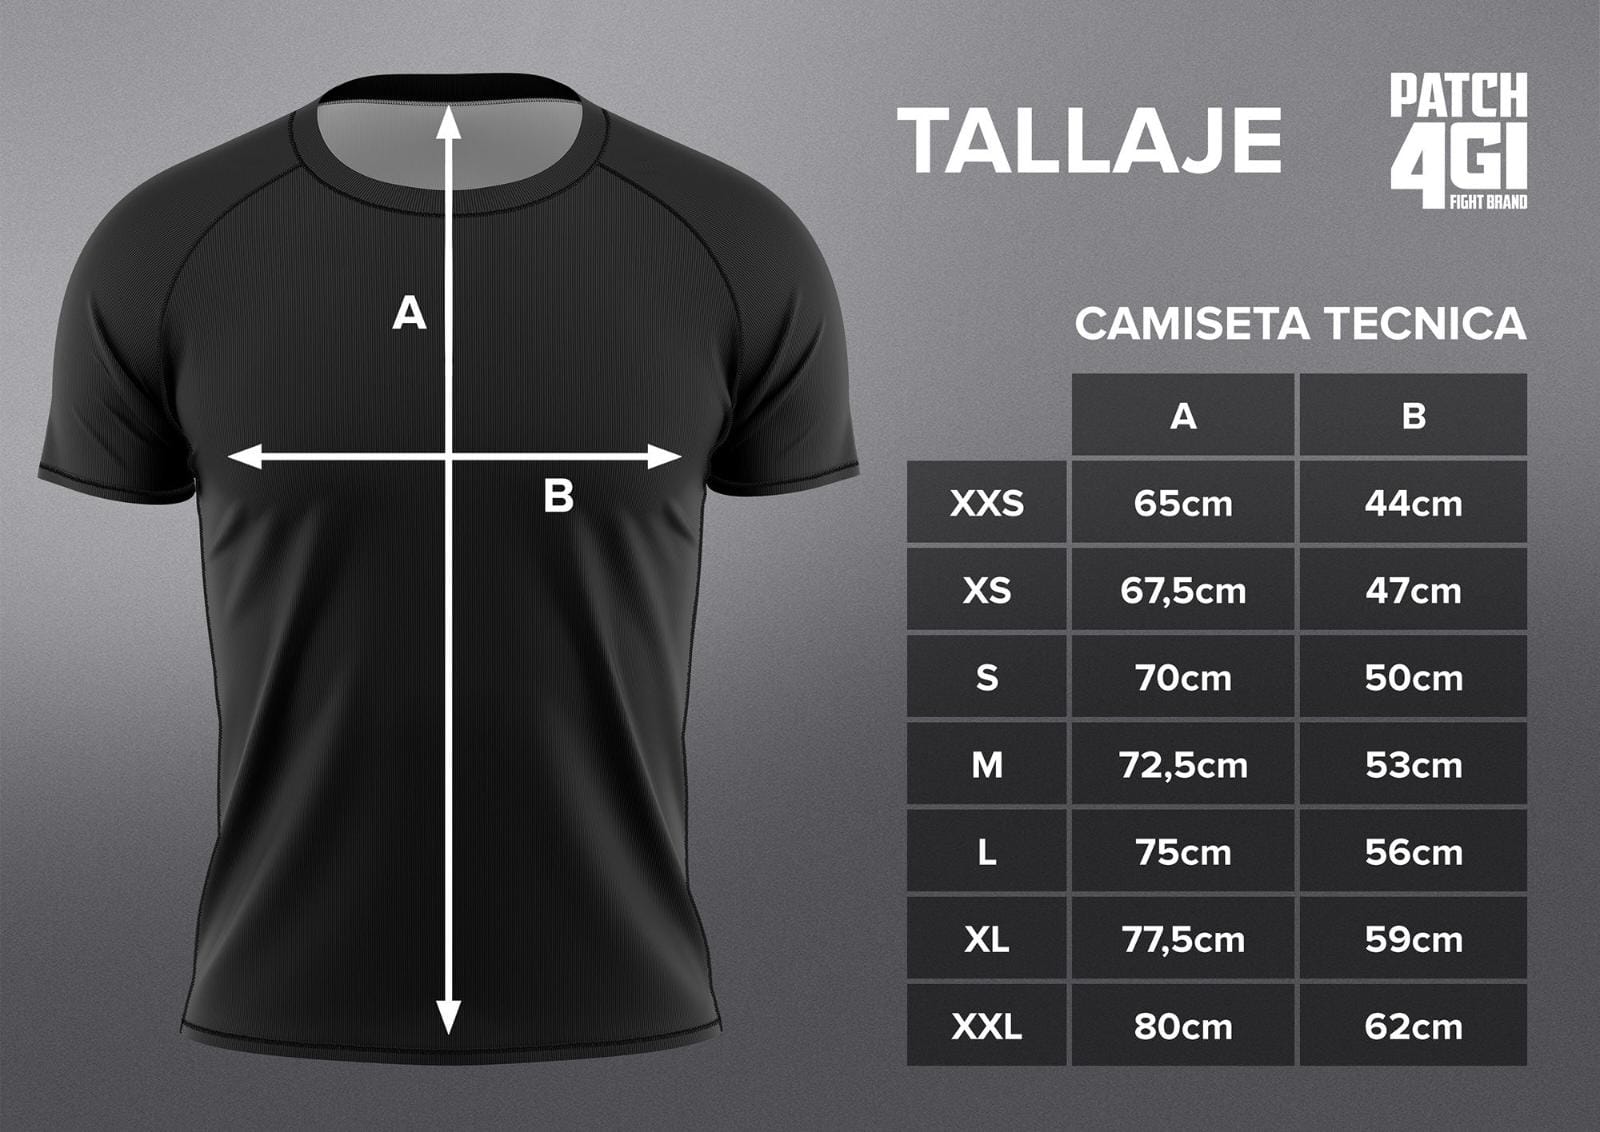 TALLAJE
PATCH
4GI
FIGHT BRAND
A
B
CAMISETA TECNICA
A B
XXS 65cm 44cm
XS 67,5cm 47cm
S 70cm 50cm
M 72,5cm 53cm
L 75cm 56cm
XL 77,5cm 59cm
XXL 80cm 62cm